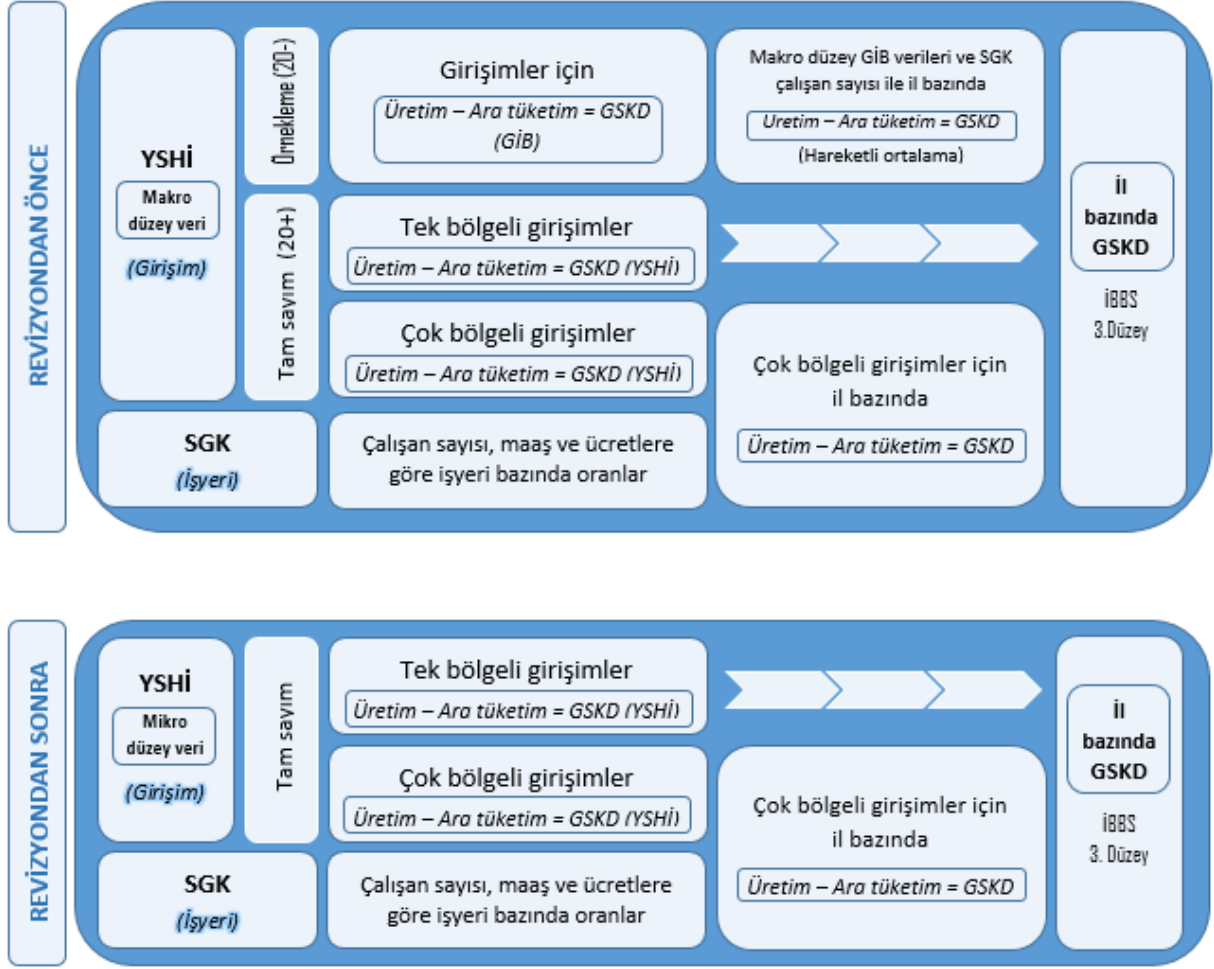 REVİZYONDAN ÖNCE
YSHİ
Makro
düzey veri
(Girişim)
Örnekleme (20-)
Girişimler için
Üretim – Ara tüketim = GSKD
(GİB)
Makro düzey GİB verileri ve SGK
çalışan sayısı ile il bazında
Üretim – Ara tüketim = GSKD
(Hareketli ortalama)
Tam sayım (20+)
Tek bölgeli girişimler
Üretim – Ara tüketim = GSKD (YSHİ)
Çok bölgeli girişimler
Üretim – Ara tüketim = GSKD (YSHİ)
SGK
(İşyeri)
Çalışan sayısı, maaş ve ücretlere
göre işyeri bazında oranlar
Çok bölgeli girişimler için
il bazında
Üretim – Ara tüketim = GSKD
İl
bazında
GSKD
İBBS
3.Düzey
REVİZYONDAN SONRA
YSHİ
Mikro
düzey veri
(Girişim)
Tam sayım
Tek bölgeli girişimler
Üretim – Ara tüketim = GSKD (YSHİ)
Çok bölgeli girişimler
Üretim – Ara tüketim = GSKD (YSHİ)
SGK
(İşyeri)
Çalışan sayısı, maaş ve ücretlere
göre işyeri bazında oranlar
Çok bölgeli girişimler için
il bazında
Üretim – Ara tüketim = GSKD
İl
bazında
GSKD
İBBS
3. Düzey